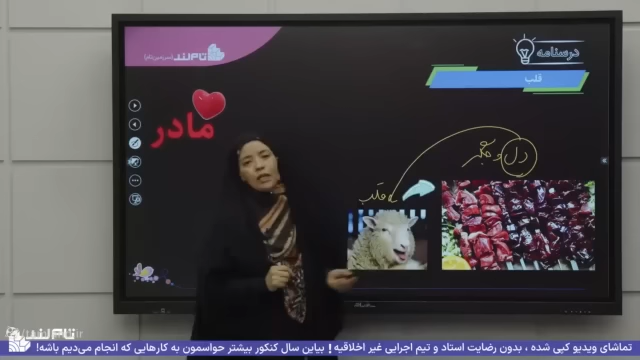 درسنامه
قلب
مادر
دل و جگر
قلب
تماشای ویدیو کپی شده ، بدون رضایت استاد و تیم اجرایی غیر اخلاقیه ! بیاین سال کنکور بیشتر حواسمون به کارهایی که انجام می‌دیم باشه!